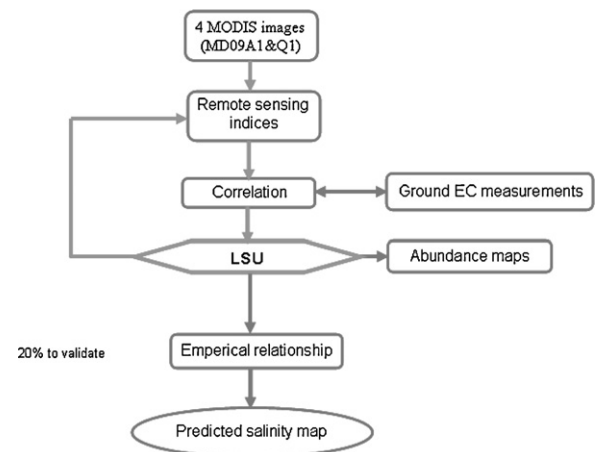 4 MODIS images
(MD09A1&Q1)
Remote sensing
indices
Correlation
Ground EC measurements
LSU
Abundance maps
20% to validate
Emperical relationship
Predicted salinity map